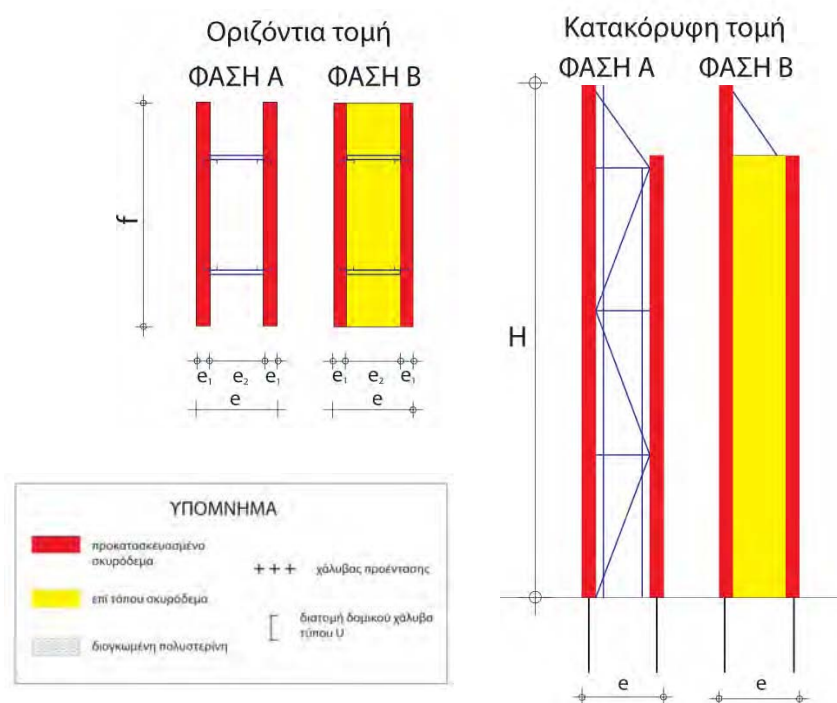 Οριζόντια τομή
ΦΑΣΗ Α ΦΑΣΗ Β
f
e₁ e₂ e₁ e₁ e₂ e₁
e e
Κατακόρυφη τομή
ΦΑΣΗ Α ΦΑΣΗ Β
H
e e
ΥΠΟΜΝΗΜΑ
προκατασκευασμένο
σκυρόδεμα
επί τόπου σκυρόδεμα
διογκωμένη πολυστερίνη
+++ χάλυβας προέντασης
διατομή δομικού χάλυβα
τύπου U